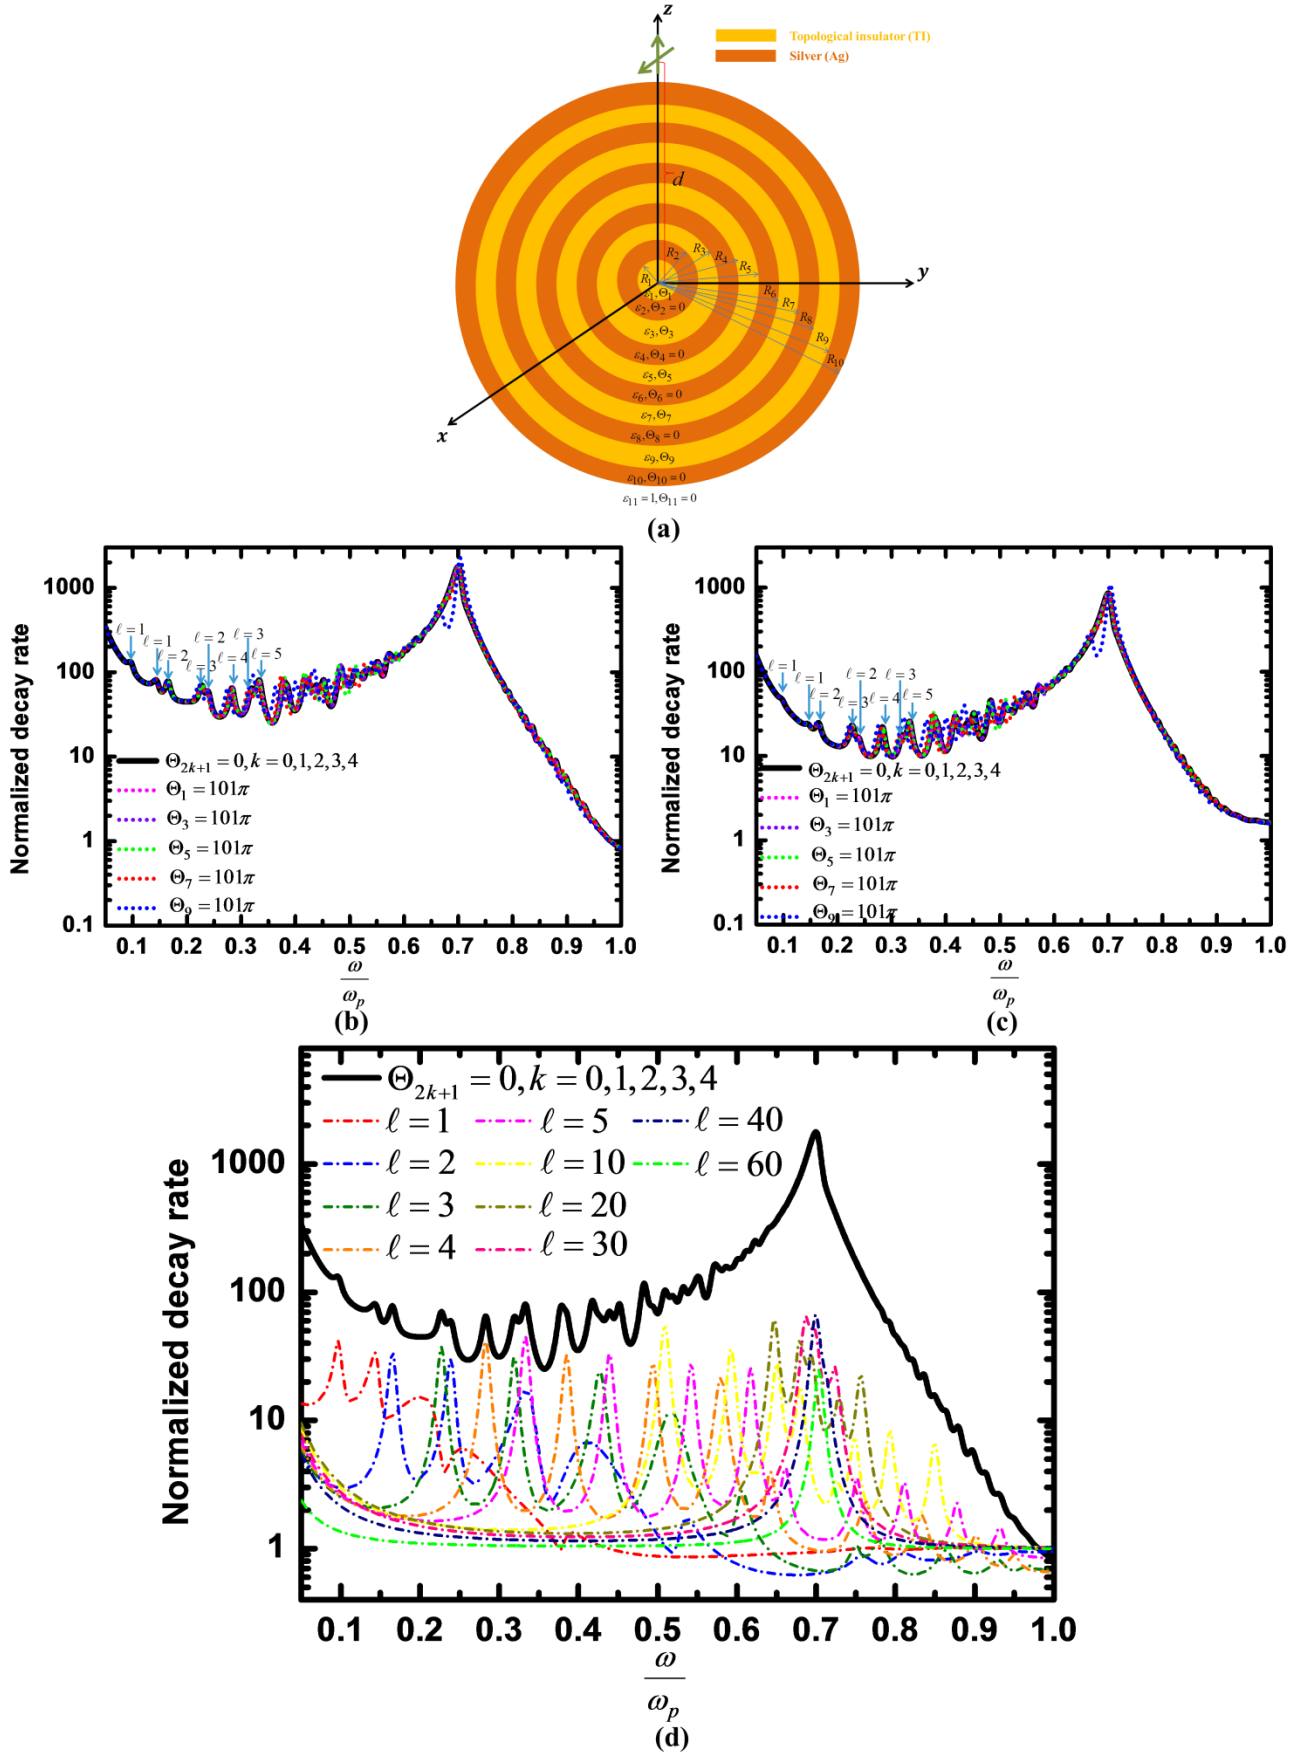 z
Topological insulator (TI)
Silver (Ag)
d
R₂
R₃
R₄
R₅
R₁
y
ε₁, Θ₁
R₆
R₇
ε₂, Θ₂ = 0
R₈
ε₃, Θ₃
R₉
ε₄, Θ₄ = 0
R₁₀
ε₅, Θ₅
ε₆, Θ₆ = 0
ε₇, Θ₇
x
ε₈, Θ₈ = 0
ε₉, Θ₉
ε₁₀, Θ₁₀ = 0
ε₁₁ = 1, Θ₁₁ = 0
(a)
Normalized decay rate
1000
100
10
1
0.1
ℓ = 1
ℓ = 1
ℓ = 2
ℓ = 3
ℓ = 2
ℓ = 3
ℓ = 4
ℓ = 5
Θ₂ₖ₊₁ = 0, k = 0,1,2,3,4
Θ₁ = 101π
Θ₃ = 101π
Θ₅ = 101π
Θ₇ = 101π
Θ₉ = 101π
0.1 0.2 0.3 0.4 0.5 0.6 0.7 0.8 0.9 1.0
ω
ωₚ
(b)
Normalized decay rate
1000
100
10
1
0.1
ℓ = 1
ℓ = 1
ℓ = 2
ℓ = 2
ℓ = 3
ℓ = 3
ℓ = 4
ℓ = 5
Θ₂ₖ₊₁ = 0, k = 0,1,2,3,4
Θ₁ = 101π
Θ₃ = 101π
Θ₅ = 101π
Θ₇ = 101π
Θ₉ = 101π
0.1 0.2 0.3 0.4 0.5 0.6 0.7 0.8 0.9 1.0
ω
ωₚ
(c)
Normalized decay rate
1000
100
10
1
Θ₂ₖ₊₁ = 0, k = 0,1,2,3,4
ℓ = 1 ℓ = 5 ℓ = 40
ℓ = 2 ℓ = 10 ℓ = 60
ℓ = 3 ℓ = 20
ℓ = 4 ℓ = 30
0.1 0.2 0.3 0.4 0.5 0.6 0.7 0.8 0.9 1.0
ω
ωₚ
(d)